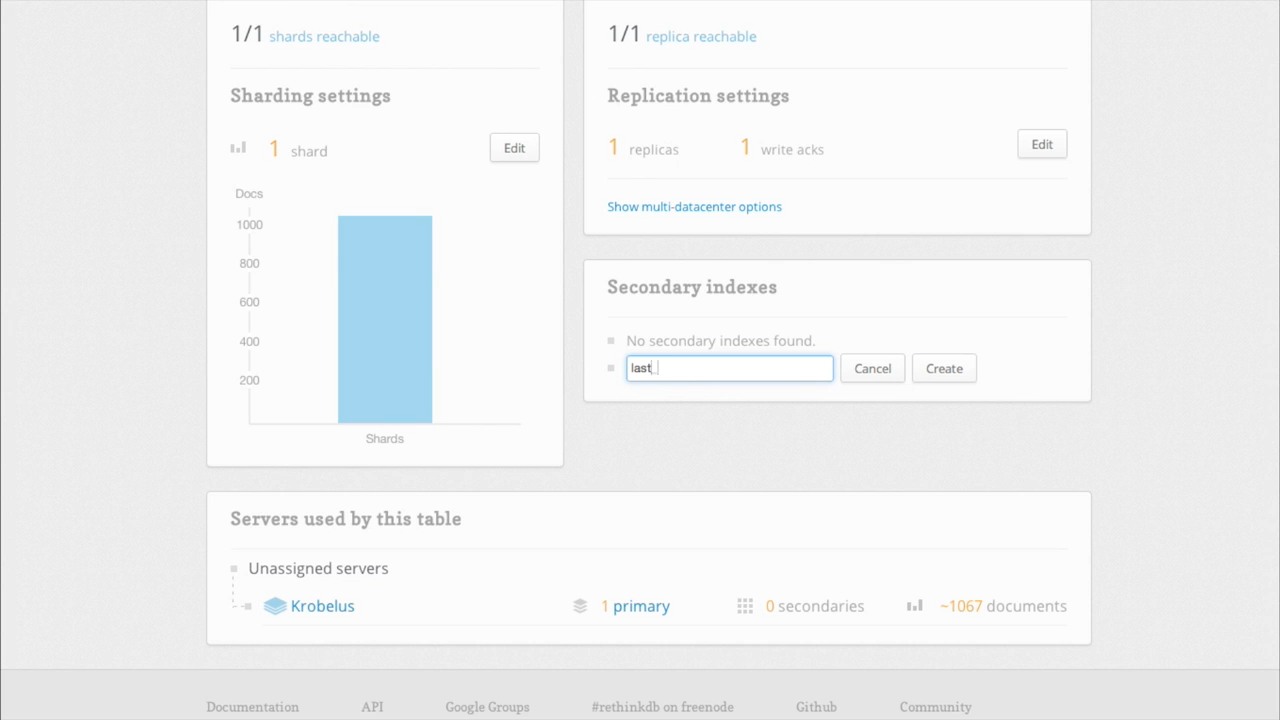 1/1 shards reachable
Sharding settings
1 shard
Edit
Docs
1000
800
600
400
200
Shards
1/1 replica reachable
Replication settings
1 replicas
1 write acks
Edit
Show multi-datacenter options
Secondary indexes
No secondary indexes found.
last
Cancel
Create
Servers used by this table
Unassigned servers
Krobelus
1 primary
0 secondaries
~1067 documents
Documentation
API
Google Groups
#rethinkdb on freenode
Github
Community